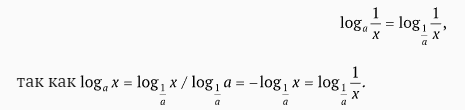 log_a 1/x = log_{1/a} 1/x,
так как log_a x = log_{1/a} x / log_{1/a} a = −log_{1/a} x = log_{1/a} 1/x.